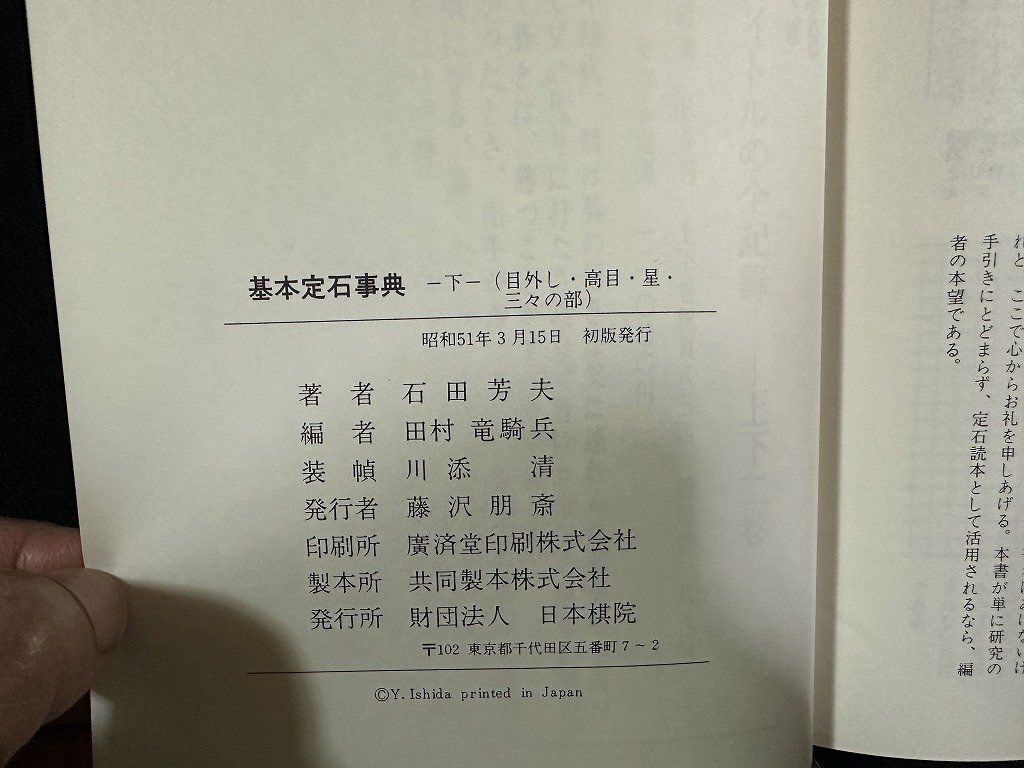 基本定石事典 －下－（目外し・高目・星・
三々の部）
昭和51年3月15日 初版発行
著者 石田芳夫
編者 田村竜騎兵
装幀 川添清
発行者 藤沢朋斎
印刷所 廣済堂印刷株式会社
製本所 共同製本株式会社
発行所 財団法人 日本棋院
〒102 東京都千代田区五番町7～2
©Y. Ishida printed in Japan
ここで心からお礼を申しあげる。本書が単に研究の
手引きにとどまらず、定石読本として活用されるなら、編
者の本望である。